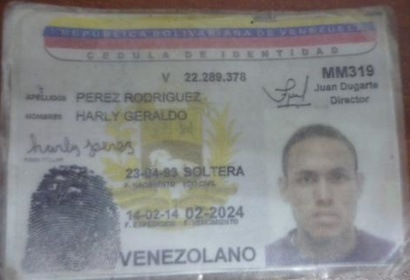 REPUBLICA BOLIVARIANA DE VENEZUELA
CEDULA DE IDENTIDAD
V 22.289.378
MM319
Juan Dugarte
Director
APELLIDOS PEREZ RODRIGUEZ
NOMBRES HARLY GERALDO
harly perez
23-04-93 SOLTERA
F. NACIMIENTO EDO CIVIL
14-02-14 02-2024
F. EXPEDICION F. VENCIMIENTO
VENEZOLANO